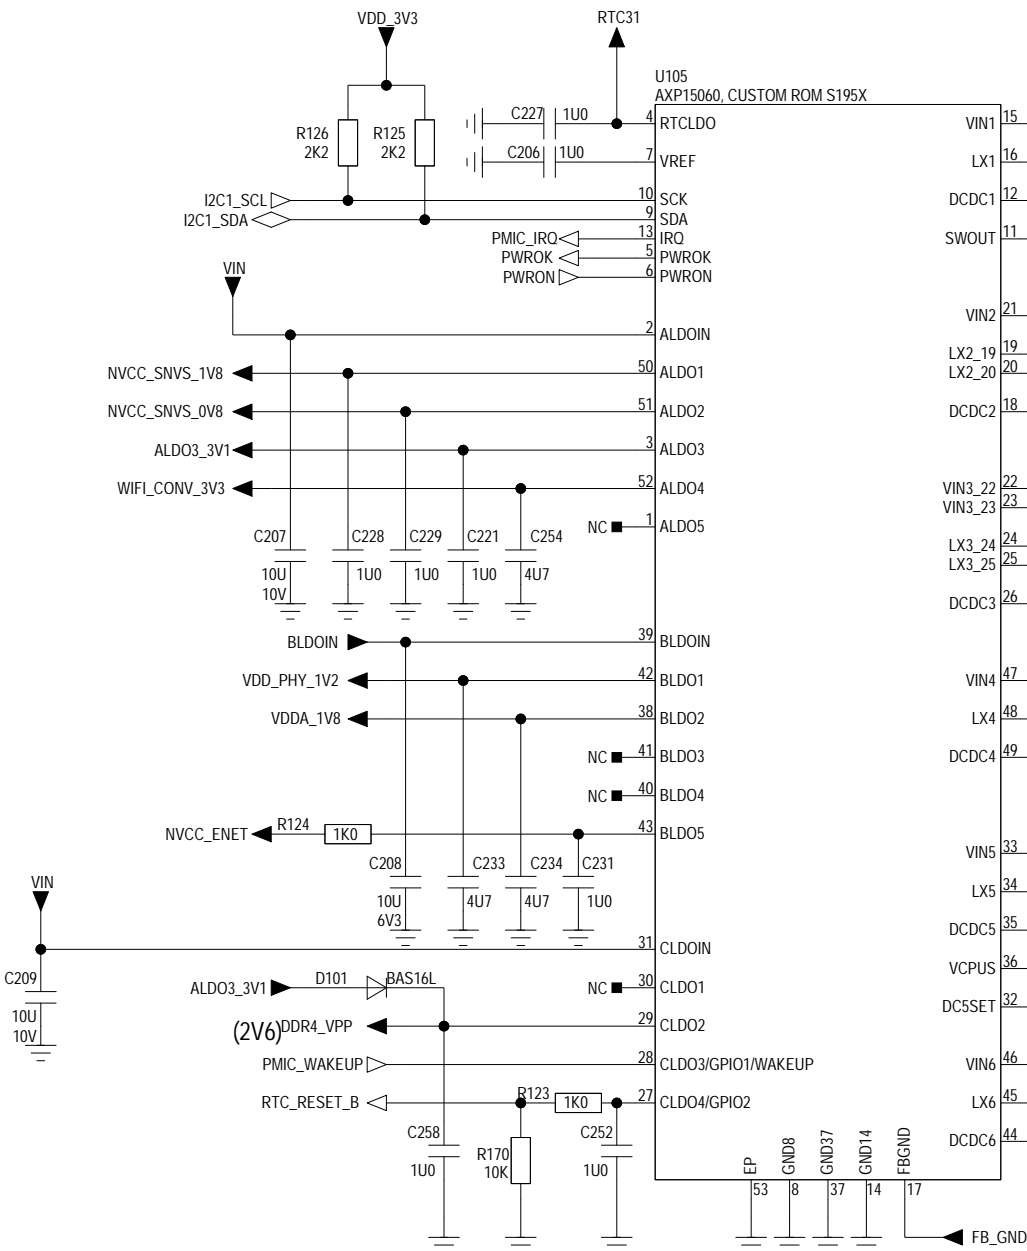 VDD_3V3
RTC31
U105
AXP15060, CUSTOM ROM S195X
C227 1U0 4 RTCLDO VIN1 15
R126 R125
2K2 2K2
C206 1U0 7 VREF LX1 16
I2C1_SCL 10 SCK DCDC1 12
I2C1_SDA 9 SDA
PMIC_IRQ 13 IRQ SWOUT 11
PWROK 5 PWROK
PWRON 6 PWRON
VIN
VIN2 21
2 ALDOIN
LX2_19 19
NVCC_SNVS_1V8 50 ALDO1 LX2_20 20
NVCC_SNVS_0V8 51 ALDO2 DCDC2 18
ALDO3_3V1 3 ALDO3
WIFI_CONV_3V3 52 ALDO4 VIN3_22 22
VIN3_23 23
NC 1 ALDO5
C207 C228 C229 C221 C254
LX3_24 24
LX3_25 25
10U 1U0 1U0 1U0 4U7
10V
DCDC3 26
BLDOIN 39 BLDOIN
VDD_PHY_1V2 42 BLDO1 VIN4 47
VDDA_1V8 38 BLDO2 LX4 48
NC 41 BLDO3 DCDC4 49
NC 40 BLDO4
NVCC_ENET R124 1K0 43 BLDO5
VIN5 33
C208 C233 C234 C231
VIN
LX5 34
10U 4U7 4U7 1U0
6V3
DCDC5 35
31 CLDOIN
VCPUS 36
C209
ALDO3_3V1 D101 BAS16L NC 30 CLDO1
DC5SET 32
10U
10V
(2V6) DDR4_VPP 29 CLDO2
PMIC_WAKEUP 28 CLDO3/GPIO1/WAKEUP VIN6 46
RTC_RESET_B R123 1K0 27 CLDO4/GPIO2 LX6 45
C258 R170 C252
1U0 10K 1U0
DCDC6 44
EP GND8 GND37 GND14 FBGND
53 8 37 14 17
FB_GND